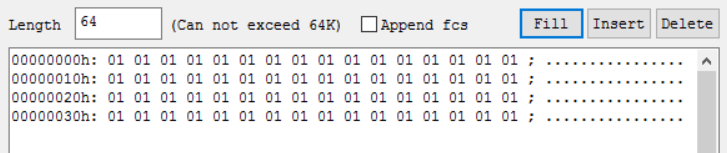 Length 64 (Can not exceed 64K) Append fcs Fill Insert Delete
00000000h: 01 01 01 01 01 01 01 01 01 01 01 01 01 01 01 01 ; ................
00000010h: 01 01 01 01 01 01 01 01 01 01 01 01 01 01 01 01 ; ................
00000020h: 01 01 01 01 01 01 01 01 01 01 01 01 01 01 01 01 ; ................
00000030h: 01 01 01 01 01 01 01 01 01 01 01 01 01 01 01 01 ; ................